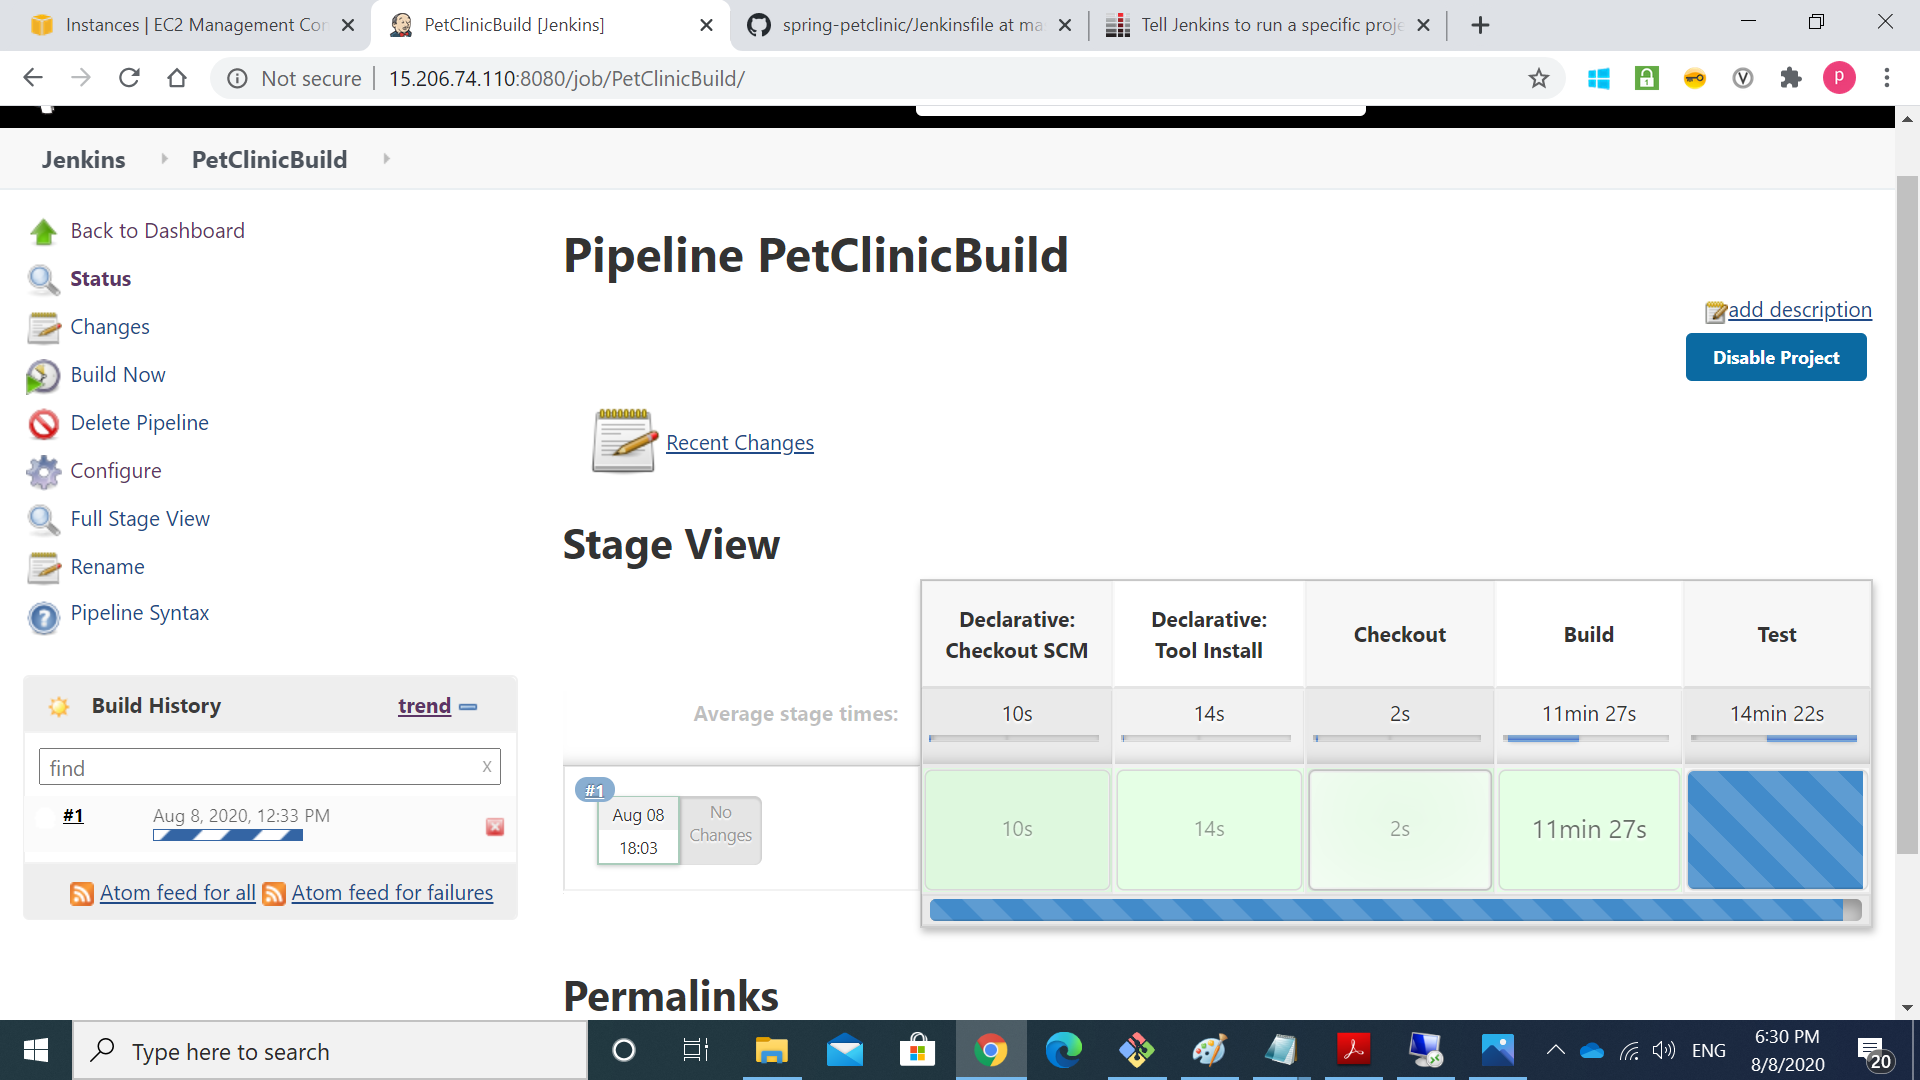 Instances | EC2 Management Con
PetClinicBuild [Jenkins]
spring-petclinic/Jenkinsfile at ma
Tell Jenkins to run a specific proje
Not secure
15.206.74.110:8080/job/PetClinicBuild/
p
Jenkins
PetClinicBuild
Back to Dashboard
Status
Changes
Build Now
Delete Pipeline
Configure
Full Stage View
Rename
Pipeline Syntax
Build History
trend
find
x
#1
Aug 8, 2020, 12:33 PM
Atom feed for all
Atom feed for failures
Pipeline PetClinicBuild
add description
Disable Project
Recent Changes
Stage View
Declarative:
Checkout SCM
Declarative:
Tool Install
Checkout
Build
Test
Average stage times:
10s
14s
2s
11min 27s
14min 22s
#1
Aug 08
18:03
No
Changes
10s
14s
2s
11min 27s
Permalinks
Type here to search
ENG
6:30 PM
8/8/2020
20